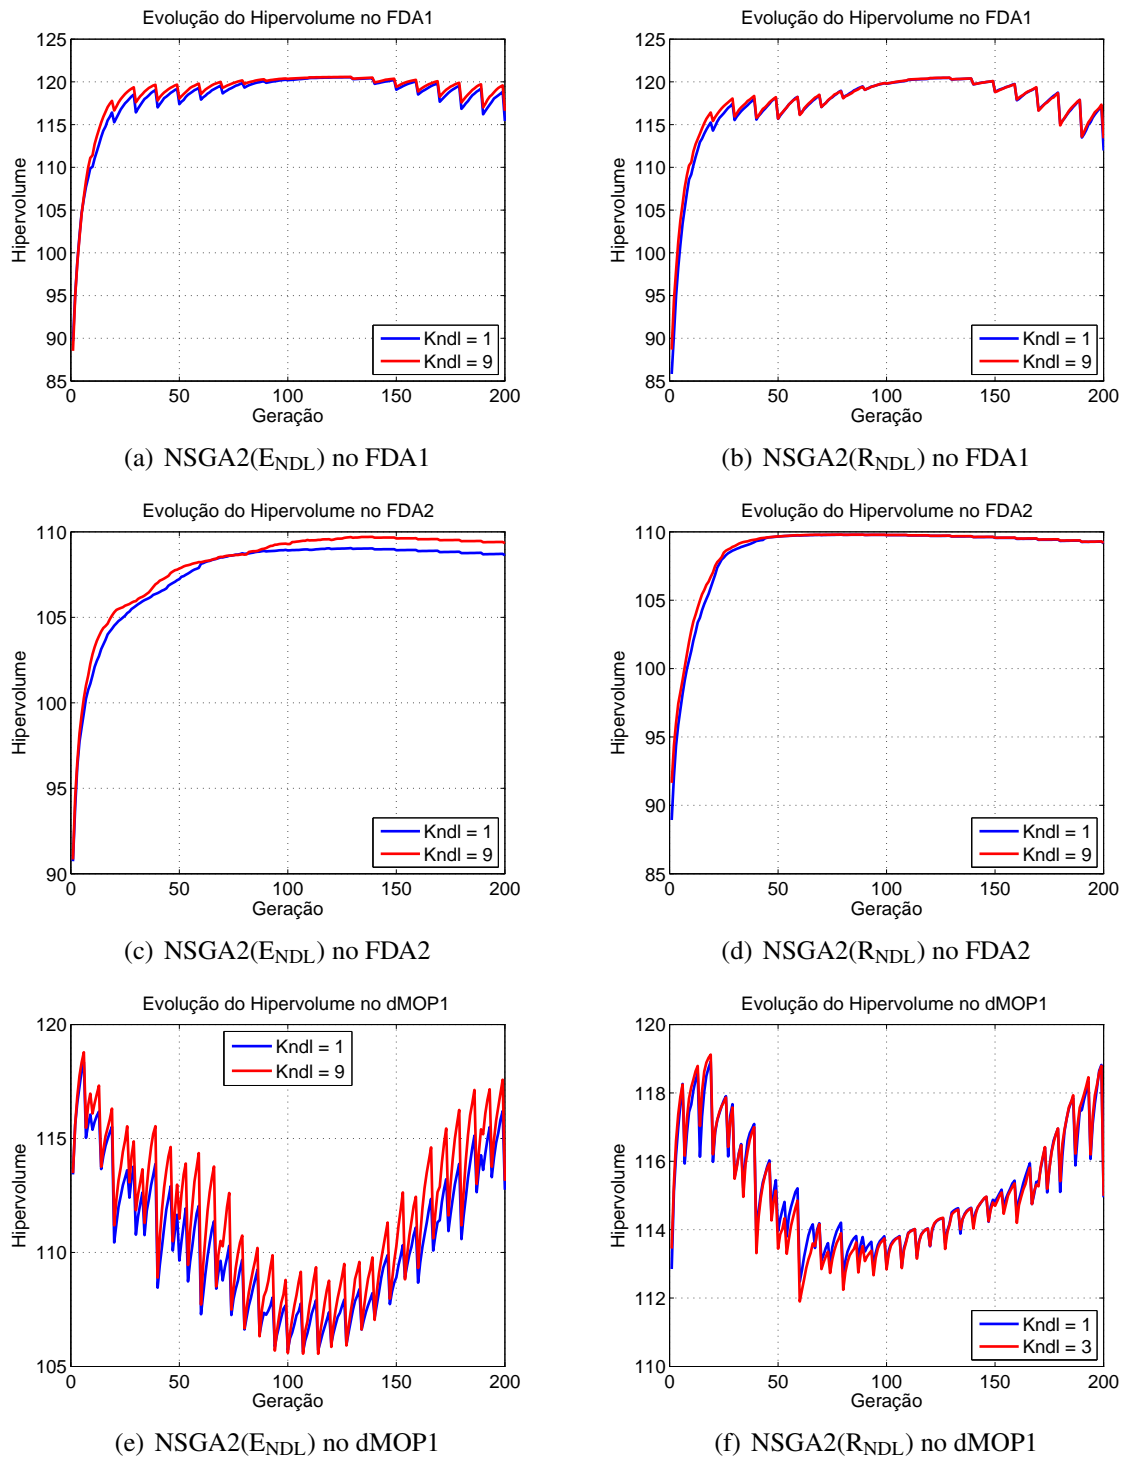 Evolução do Hipervolume no FDA1
125
120
115
110
105
100
95
90
85
Hipervolume
0
50
100
150
200
Geração
Kndl = 1
Kndl = 9
(a) NSGA2(E_NDL) no FDA1
Evolução do Hipervolume no FDA1
125
120
115
110
105
100
95
90
85
Hipervolume
0
50
100
150
200
Geração
Kndl = 1
Kndl = 9
(b) NSGA2(R_NDL) no FDA1
Evolução do Hipervolume no FDA2
110
105
100
95
90
Hipervolume
0
50
100
150
200
Geração
Kndl = 1
Kndl = 9
(c) NSGA2(E_NDL) no FDA2
Evolução do Hipervolume no FDA2
110
105
100
95
90
85
Hipervolume
0
50
100
150
200
Geração
Kndl = 1
Kndl = 9
(d) NSGA2(R_NDL) no FDA2
Evolução do Hipervolume no dMOP1
120
115
110
105
Hipervolume
0
50
100
150
200
Geração
Kndl = 1
Kndl = 9
(e) NSGA2(E_NDL) no dMOP1
Evolução do Hipervolume no dMOP1
120
118
116
114
112
110
Hipervolume
0
50
100
150
200
Geração
Kndl = 1
Kndl = 3
(f) NSGA2(R_NDL) no dMOP1